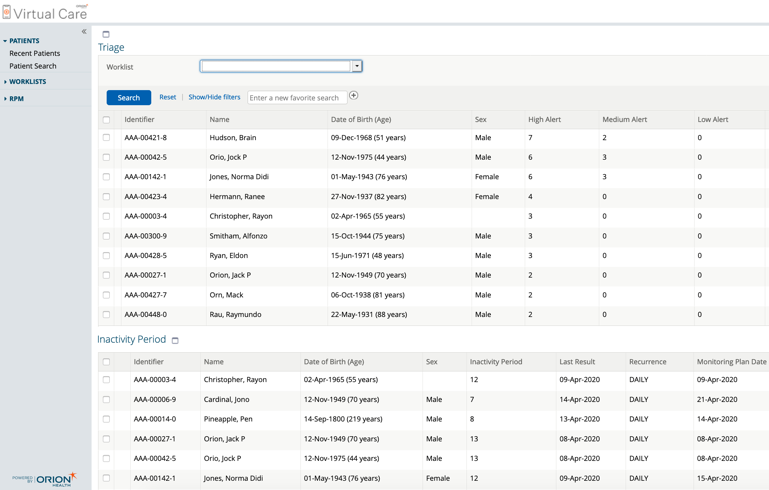 Virtual Care
PATIENTS
Recent Patients
Patient Search
WORKLISTS
RPM
POWERED BY ORION HEALTH
Triage
Worklist
Search Reset Show/Hide filters Enter a new favorite search
Identifier Name Date of Birth (Age) Sex High Alert Medium Alert Low Alert
AAA-00421-8 Hudson, Brain 09-Dec-1968 (51 years) Male 7 2 0
AAA-00042-5 Orio, Jock P 12-Nov-1975 (44 years) Male 6 3 0
AAA-00142-1 Jones, Norma Didi 01-May-1943 (76 years) Female 6 3 0
AAA-00423-4 Hermann, Ranee 27-Nov-1937 (82 years) Female 4 0 0
AAA-00003-4 Christopher, Rayon 02-Apr-1965 (55 years) 3 0 0
AAA-00300-9 Smitham, Alfonzo 15-Oct-1944 (75 years) Male 3 0 0
AAA-00428-5 Ryan, Eldon 15-Jun-1971 (48 years) Male 3 0 0
AAA-00027-1 Orion, Jack P 12-Nov-1949 (70 years) Male 2 0 0
AAA-00427-7 Orn, Mack 06-Oct-1938 (81 years) Male 2 0 0
AAA-00448-0 Rau, Raymundo 22-May-1931 (88 years) Male 2 0 0
Inactivity Period
Identifier Name Date of Birth (Age) Sex Inactivity Period Last Result Recurrence Monitoring Plan Date
AAA-00003-4 Christopher, Rayon 02-Apr-1965 (55 years) 12 09-Apr-2020 DAILY 09-Apr-2020
AAA-00006-9 Cardinal, Jono 12-Nov-1949 (70 years) Male 7 14-Apr-2020 DAILY 21-Apr-2020
AAA-00014-0 Pineapple, Pen 14-Sep-1800 (219 years) Male 8 13-Apr-2020 DAILY 14-Apr-2020
AAA-00027-1 Orion, Jack P 12-Nov-1949 (70 years) Male 13 08-Apr-2020 DAILY 08-Apr-2020
AAA-00042-5 Orio, Jock P 12-Nov-1975 (44 years) Male 13 08-Apr-2020 DAILY 08-Apr-2020
AAA-00142-1 Jones, Norma Didi 01-May-1943 (76 years) Female 12 09-Apr-2020 DAILY 15-Apr-2020